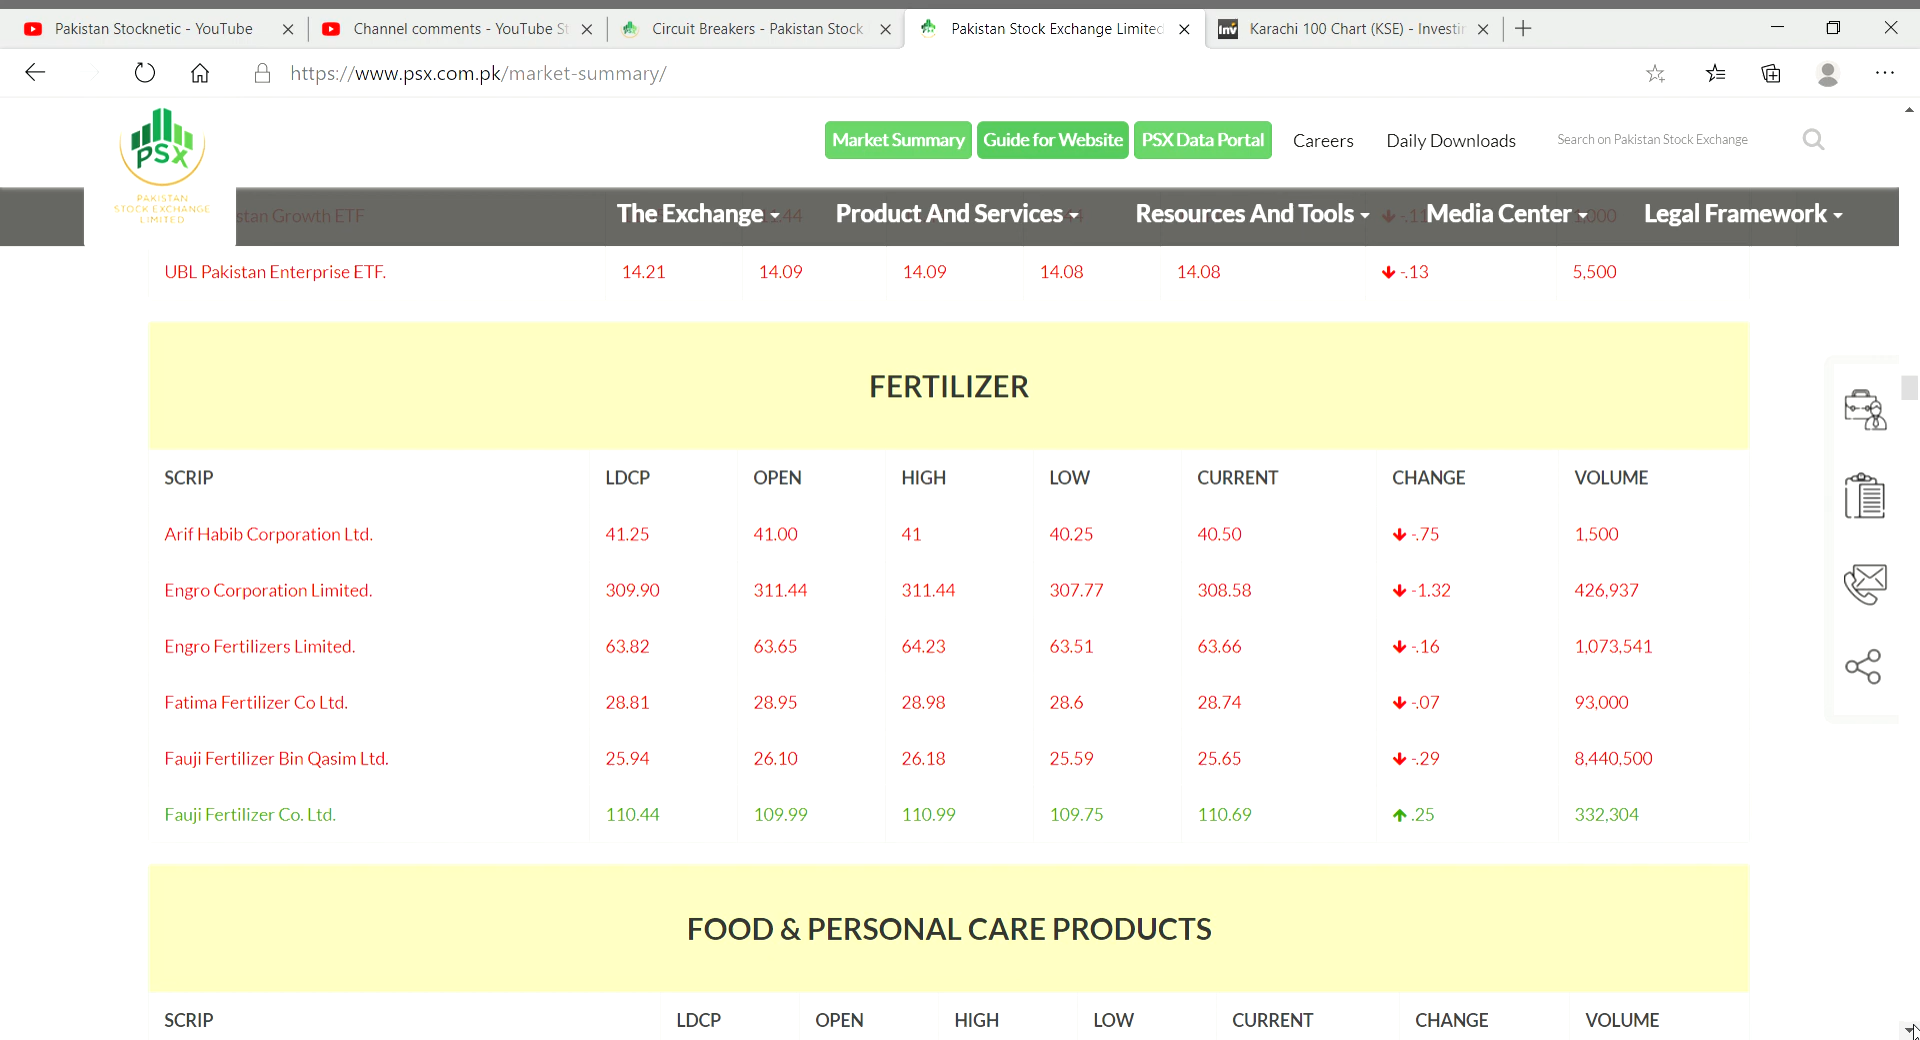 Pakistan Stocknetic - YouTube
Channel comments - YouTube St
Circuit Breakers - Pakistan Stock
Pakistan Stock Exchange Limited
Inv Karachi 100 Chart (KSE) - Investin
https://www.psx.com.pk/market-summary/
PSX
PAKISTAN
STOCK EXCHANGE
LIMITED
Market Summary Guide for Website PSX Data Portal Careers Daily Downloads Search on Pakistan Stock Exchange
The Exchange Product And Services Resources And Tools Media Center Legal Framework
stan Growth ETF
UBL Pakistan Enterprise ETF. 14.21 14.09 14.09 14.08 14.08 -.13 5,500
FERTILIZER
SCRIP LDCP OPEN HIGH LOW CURRENT CHANGE VOLUME
Arif Habib Corporation Ltd. 41.25 41.00 41 40.25 40.50 -.75 1,500
Engro Corporation Limited. 309.90 311.44 311.44 307.77 308.58 -1.32 426,937
Engro Fertilizers Limited. 63.82 63.65 64.23 63.51 63.66 -.16 1,073,541
Fatima Fertilizer Co Ltd. 28.81 28.95 28.98 28.6 28.74 -.07 93,000
Fauji Fertilizer Bin Qasim Ltd. 25.94 26.10 26.18 25.59 25.65 -.29 8,440,500
Fauji Fertilizer Co. Ltd. 110.44 109.99 110.99 109.75 110.69 .25 332,304
FOOD & PERSONAL CARE PRODUCTS
SCRIP LDCP OPEN HIGH LOW CURRENT CHANGE VOLUME